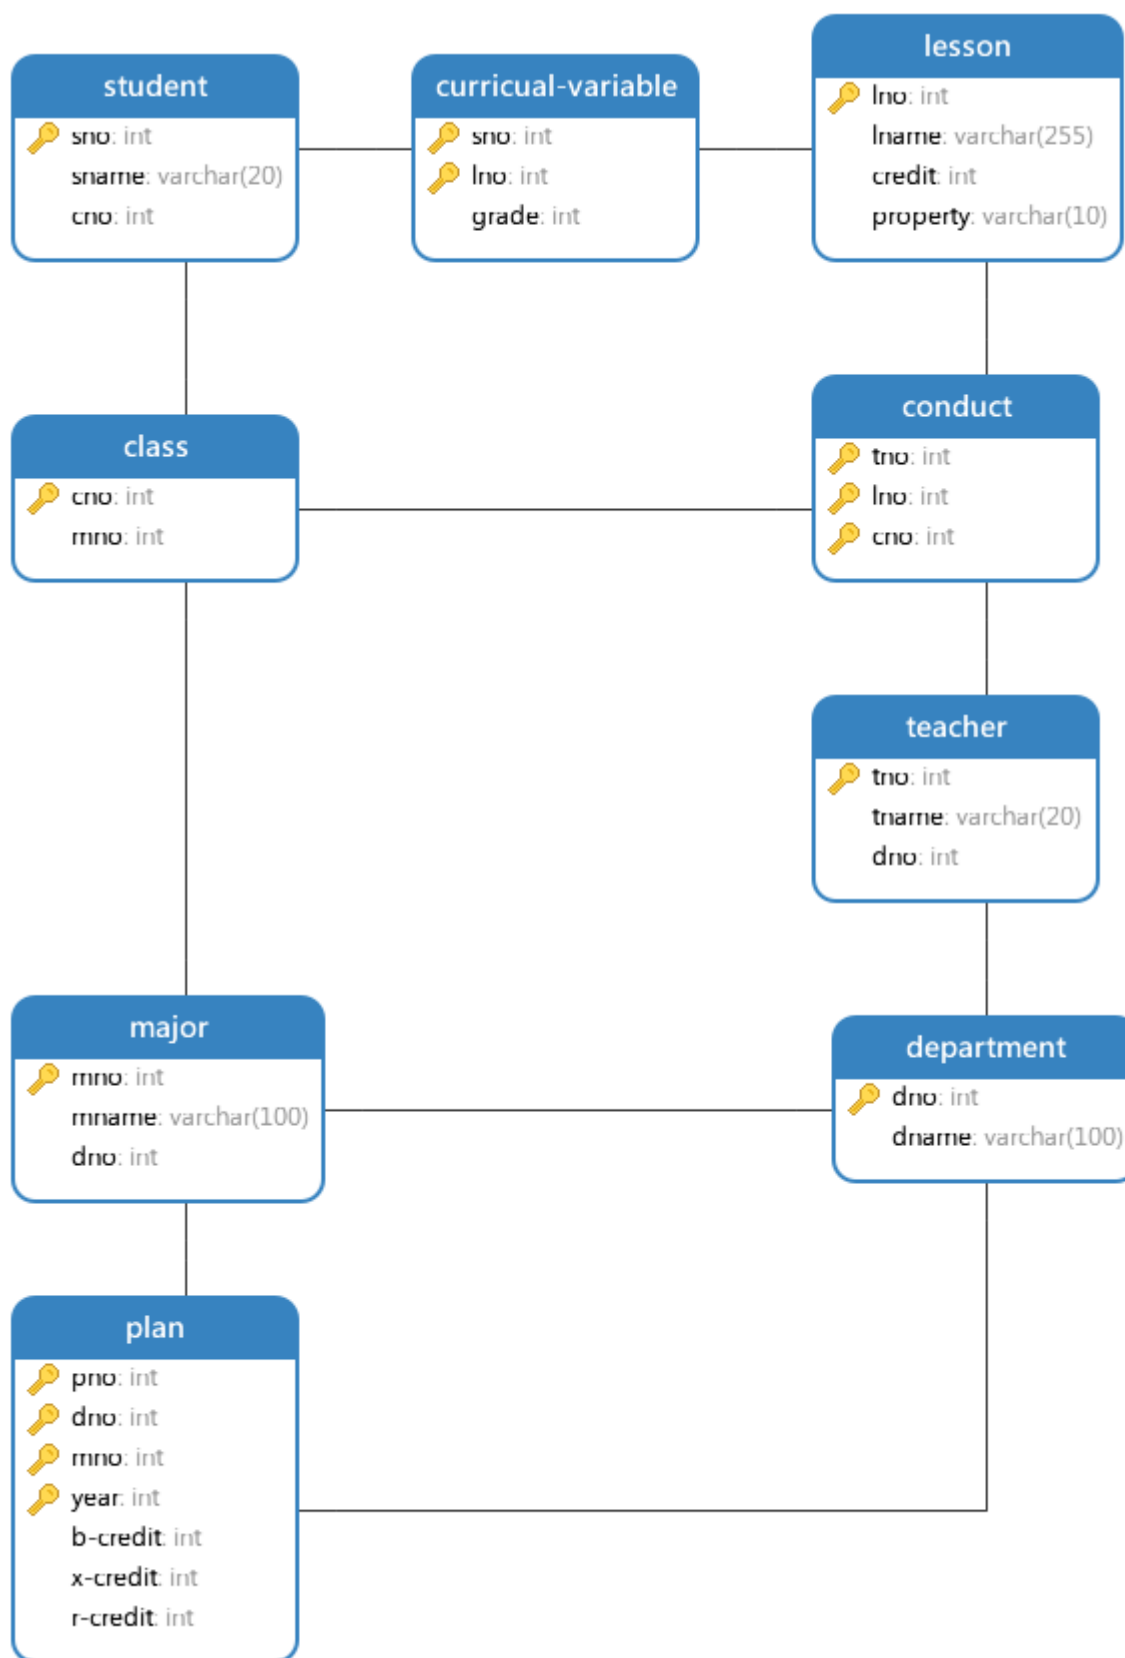 student
sno: int
sname: varchar(20)
cno: int
curricual-variable
sno: int
lno: int
grade: int
lesson
lno: int
lname: varchar(255)
credit: int
property: varchar(10)
class
cno: int
mno: int
conduct
tno: int
lno: int
cno: int
teacher
tno: int
tname: varchar(20)
dno: int
major
mno: int
mname: varchar(100)
dno: int
department
dno: int
dname: varchar(100)
plan
pno: int
dno: int
mno: int
year: int
b-credit: int
x-credit: int
r-credit: int